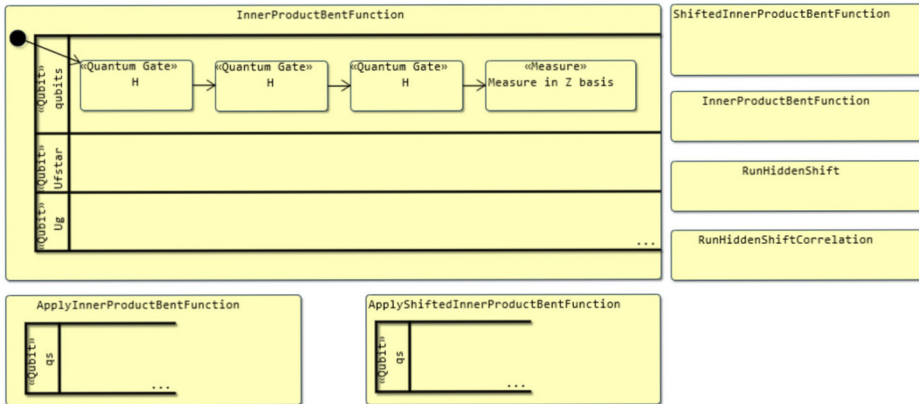 InnerProductBentFunction
«Qubit»
qubits
«Quantum Gate»
H
«Quantum Gate»
H
«Quantum Gate»
H
«Measure»
Measure in Z basis
«Qubit»
Ufstar
«Qubit»
Ug
...
ShiftedInnerProductBentFunction
InnerProductBentFunction
RunHiddenShift
RunHiddenShiftCorrelation
ApplyInnerProductBentFunction
«Qubit»
qs
...
ApplyShiftedInnerProductBentFunction
«Qubit»
qs
...